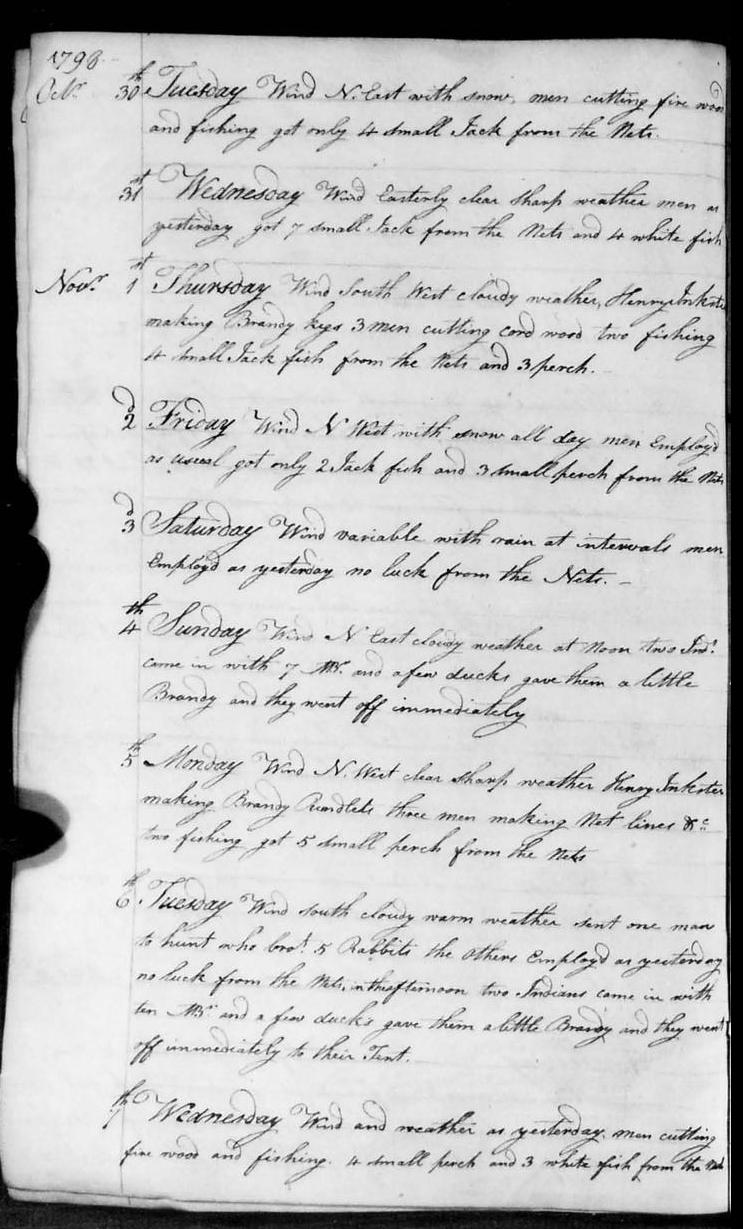 1798
Octr. 30th Tuesday Wind N. East with snow, men cutting fire wood
and fishing got only 4 small Jack from the Nets.
31st Wednesday Wind Easterly clear sharp weather men as
yesterday got 7 small Jack from the Nets and 4 white fish
Novr. 1st Thursday Wind South West cloudy weather, Henry Inkster
making Brandy kegs 3 men cutting cord wood two fishing
4 small Jack fish from the Nets and 3 perch.
2d Friday Wind N West with snow all day men Employd
as usual got only 2 Jack fish and 3 small perch from the Nets
3d Saturday Wind variable with rain at intervals men
Employd as yesterday no luck from the Nets. –
4th Sunday Wind N East cloudy weather at Noon two Inds.
came in with 7 MBr. and a few ducks gave them a little
Brandy and they went off immediately
5th Monday Wind N. West clear sharp weather Henry Inkster
making Brandy Rundlets three men making Net lines &c
two fishing got 5 small perch from the Nets
6th Tuesday Wind south cloudy warm weather sent one man
to hunt who brot. 5 Rabbits the others Employd as yesterday
no luck from the Nets, in the afternoon two Indians came in with
ten MBr. and a few ducks gave them a little Brandy and they went
off immediately to their Tent.
7th Wednesday Wind and weather as yesterday, men cutting
fire wood and fishing. 4 small perch and 3 white fish from the Nets